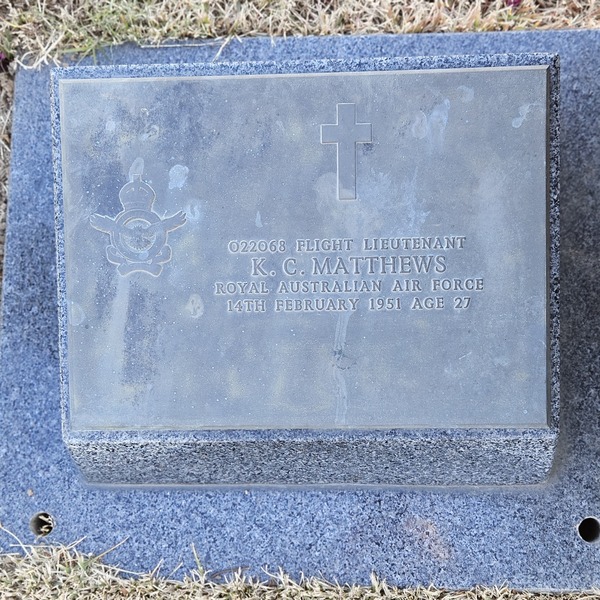 O22068 FLIGHT LIEUTENANT
K. C. MATTHEWS
ROYAL AUSTRALIAN AIR FORCE
14TH FEBRUARY 1951 AGE 27